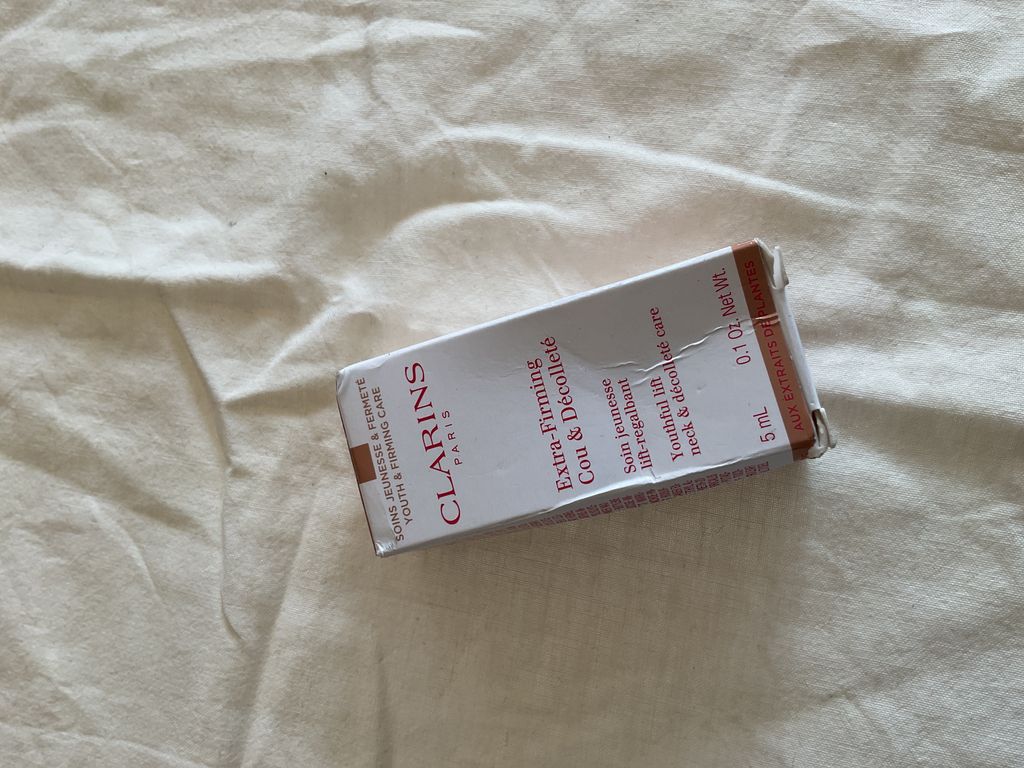 SOINS JEUNESSE & FERMETÉ
YOUTH & FIRMING CARE
CLARINS
PARIS
Extra-Firming
Cou & Décolleté
Soin jeunesse
lift-regalbant
Youthful lift
neck & décolleté care
5 mL 0.1 Oz. Net Wt.
AUX EXTRAITS DE PLANTES